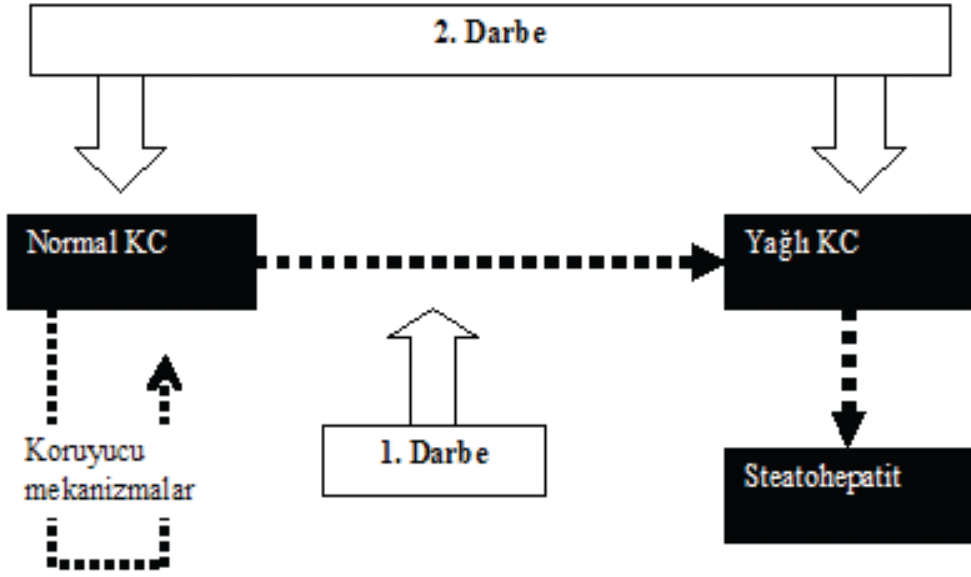 2. Darbe
Normal KC
Yağlı KC
Koruyucu
mekanizmalar
1. Darbe
Steatohepatit